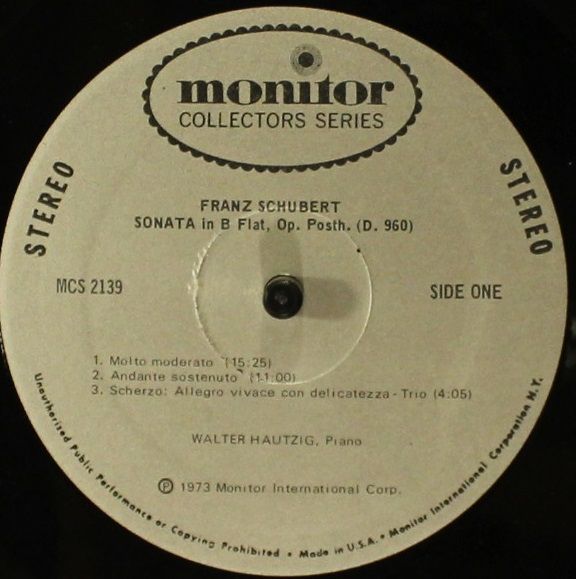 monitor
COLLECTORS SERIES
FRANZ SCHUBERT
SONATA in B Flat, Op. Posth. (D. 960)
STEREO
STEREO
MCS 2139
SIDE ONE
1. Molto moderato (15:25)
2. Andante sostenuto (11:00)
3. Scherzo: Allegro vivace con delicatezza - Trio (4:05)
WALTER HAUTZIG, Piano
Ⓟ 1973 Monitor International Corp.
Unauthorized Public Performance or Copying Prohibited • Made in U.S.A. • Monitor International Corporation N.Y.